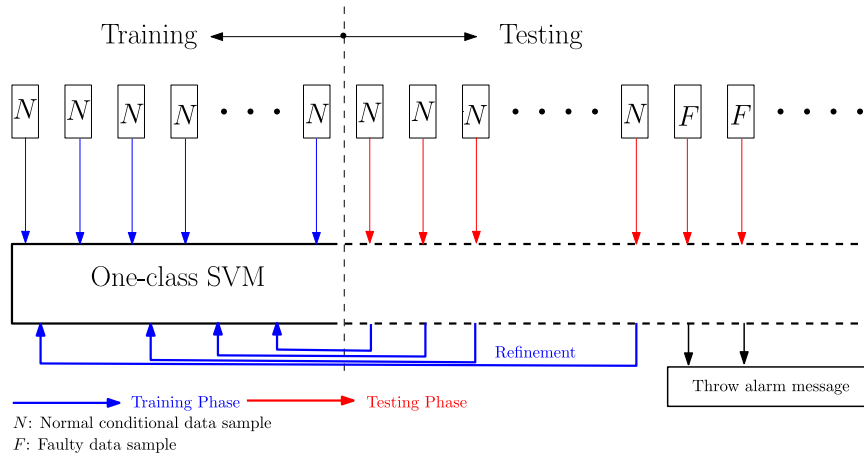 Training Testing
N N N N N N N N N F F
One-class SVM
Refinement
Throw alarm message
Training Phase Testing Phase
N: Normal conditional data sample
F: Faulty data sample